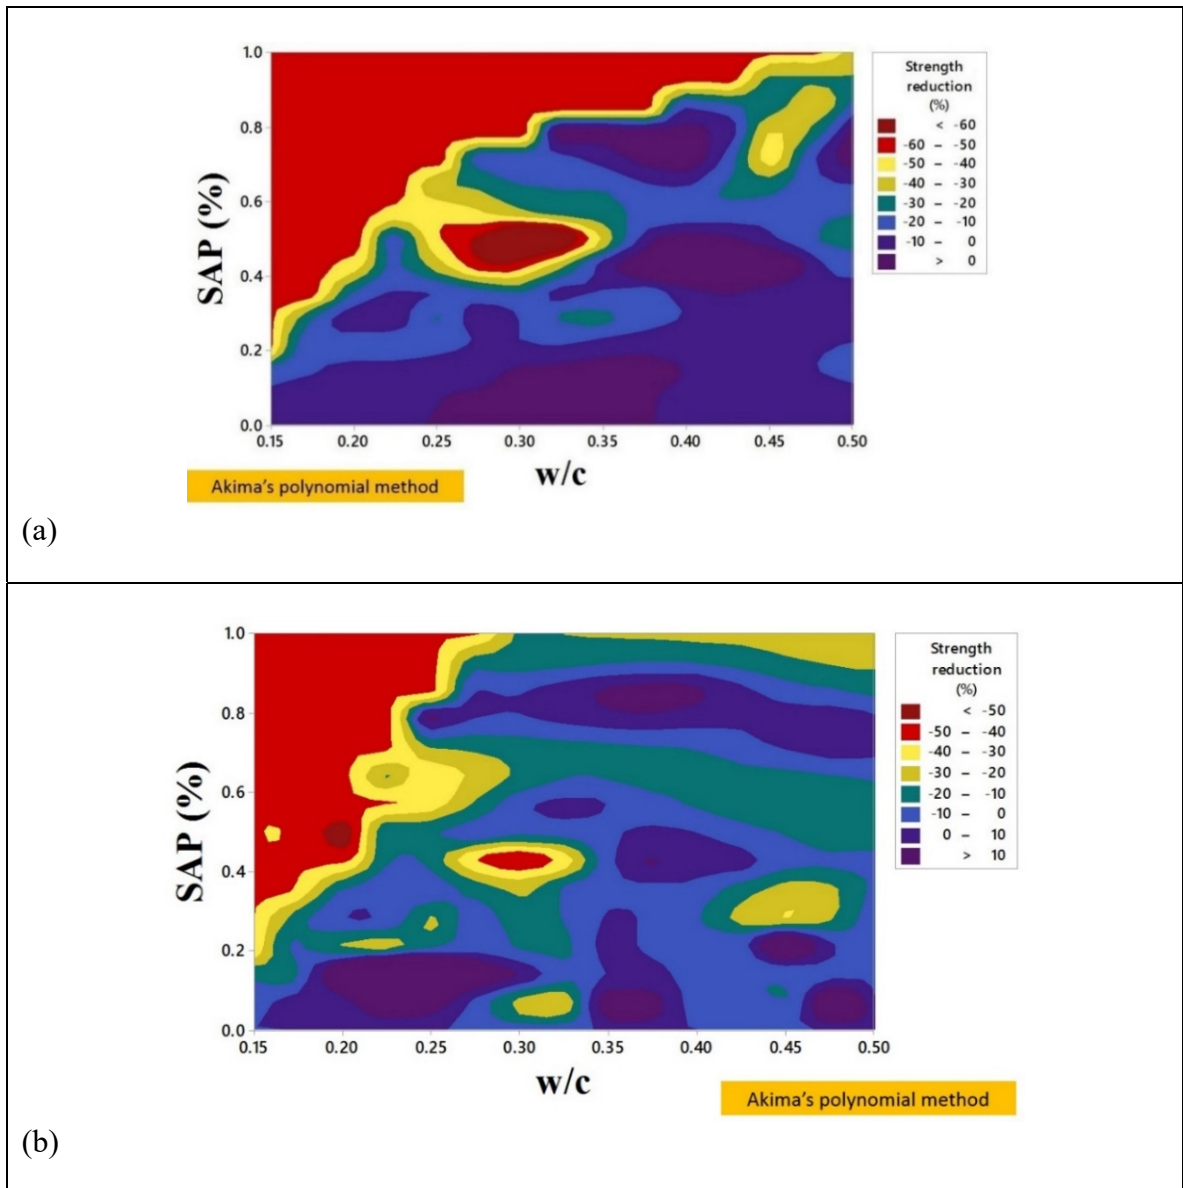 1.0
0.8
0.6
0.4
0.2
0.0
SAP (%)
0.15 0.20 0.25 0.30 0.35 0.40 0.45 0.50
w/c
Strength
reduction
(%)
< -60
-60 – -50
-50 – -40
-40 – -30
-30 – -20
-20 – -10
-10 – 0
> 0
Akima's polynomial method
(a)
1.0
0.8
0.6
0.4
0.2
0.0
SAP (%)
0.15 0.20 0.25 0.30 0.35 0.40 0.45 0.50
w/c
Strength
reduction
(%)
< -50
-50 – -40
-40 – -30
-30 – -20
-20 – -10
-10 – 0
0 – 10
> 10
Akima's polynomial method
(b)